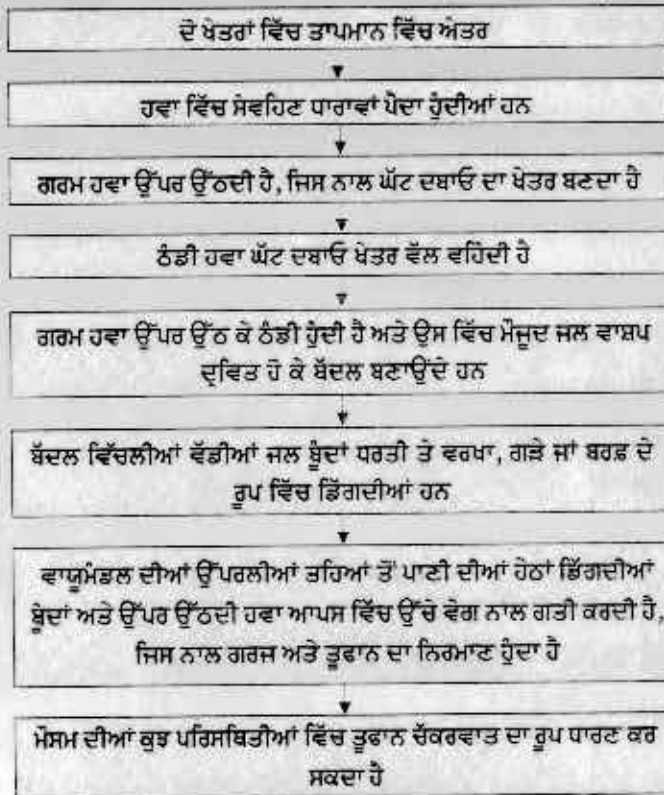 ਦੋ ਖੇਤਰਾਂ ਵਿੱਚ ਤਾਪਮਾਨ ਵਿੱਚ ਅੰਤਰ
ਹਵਾ ਵਿੱਚ ਸੰਵਹਿਣ ਧਾਰਾਵਾਂ ਪੈਦਾ ਹੁੰਦੀਆਂ ਹਨ
ਗਰਮ ਹਵਾ ਉੱਪਰ ਉੱਠਦੀ ਹੈ, ਜਿਸ ਨਾਲ ਘੱਟ ਦਬਾਓ ਦਾ ਖੇਤਰ ਬਣਦਾ ਹੈ
ਠੰਡੀ ਹਵਾ ਘੱਟ ਦਬਾਓ ਖੇਤਰ ਵੱਲ ਵਹਿੰਦੀ ਹੈ
ਗਰਮ ਹਵਾ ਉੱਪਰ ਉੱਠ ਕੇ ਠੰਡੀ ਹੁੰਦੀ ਹੈ ਅਤੇ ਉਸ ਵਿੱਚ ਮੌਜੂਦ ਜਲ ਵਾਸ਼ਪ
ਦ੍ਰਵਿਤ ਹੋ ਕੇ ਬੱਦਲ ਬਣਾਉਂਦੇ ਹਨ
ਬੱਦਲ ਵਿੱਚਲੀਆਂ ਵੱਡੀਆਂ ਜਲ ਬੂੰਦਾਂ ਧਰਤੀ ਤੇ ਵਰਖਾ, ਗੜੇ ਜਾਂ ਬਰਫ਼ ਦੇ
ਰੂਪ ਵਿੱਚ ਡਿੱਗਦੀਆਂ ਹਨ
ਵਾਯੂਮੰਡਲ ਦੀਆਂ ਉੱਪਰਲੀਆਂ ਤਹਿਆਂ ਤੋਂ ਪਾਣੀ ਦੀਆਂ ਹੇਠਾਂ ਡਿੱਗਦੀਆਂ
ਬੂੰਦਾਂ ਅਤੇ ਉੱਪਰ ਉੱਠਦੀ ਹਵਾ ਆਪਸ ਵਿੱਚ ਉੱਚੇ ਵੇਗ ਨਾਲ ਗਤੀ ਕਰਦੀ ਹੈ,
ਜਿਸ ਨਾਲ ਗਰਜ ਅਤੇ ਤੂਫਾਨ ਦਾ ਨਿਰਮਾਣ ਹੁੰਦਾ ਹੈ
ਮੌਸਮ ਦੀਆਂ ਕੁਝ ਪਰਿਸਥਿਤੀਆਂ ਵਿੱਚ ਤੂਫਾਨ ਚੱਕਰਵਾਤ ਦਾ ਰੂਪ ਧਾਰਣ ਕਰ
ਸਕਦਾ ਹੈ